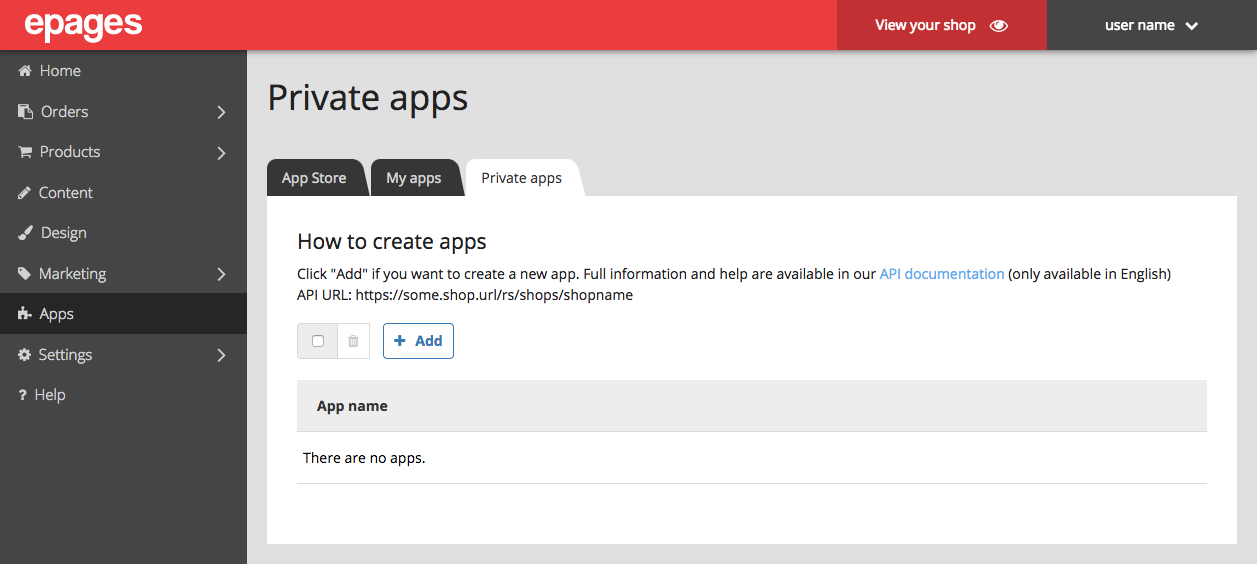 epages
View your shop
user name
Home
Orders
Products
Content
Design
Marketing
Apps
Settings
? Help
Private apps
App Store
My apps
Private apps
How to create apps
Click "Add" if you want to create a new app. Full information and help are available in our API documentation (only available in English)
API URL: https://some.shop.url/rs/shops/shopname
+ Add
App name
There are no apps.